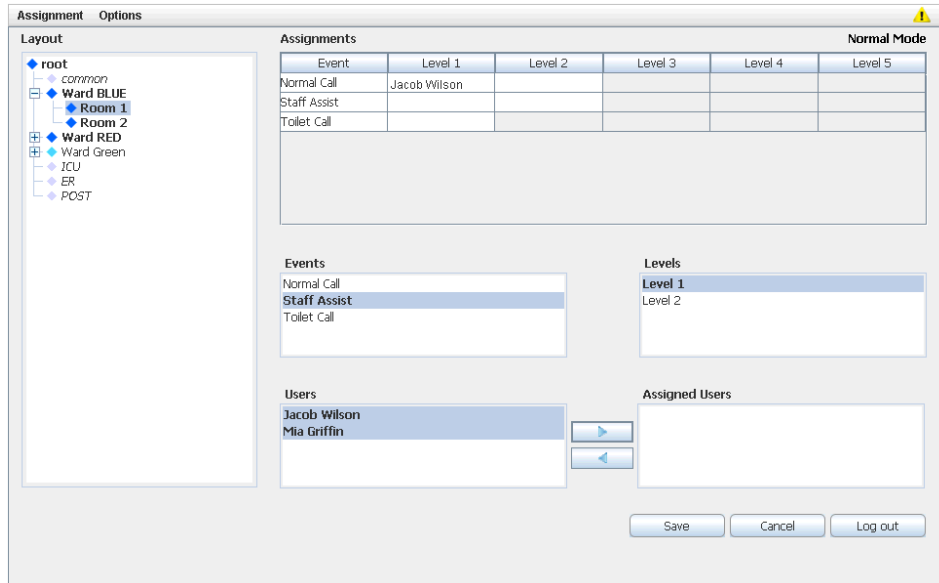 Assignment Options
Layout
Assignments
Normal Mode
root
common
Ward BLUE
Room 1
Room 2
Ward RED
Ward Green
ICU
ER
POST
Event Level 1 Level 2 Level 3 Level 4 Level 5
Normal Call Jacob Wilson
Staff Assist
Toilet Call
Events
Normal Call
Staff Assist
Toilet Call
Levels
Level 1
Level 2
Users
Jacob Wilson
Mia Griffin
Assigned Users
Save Cancel Log out